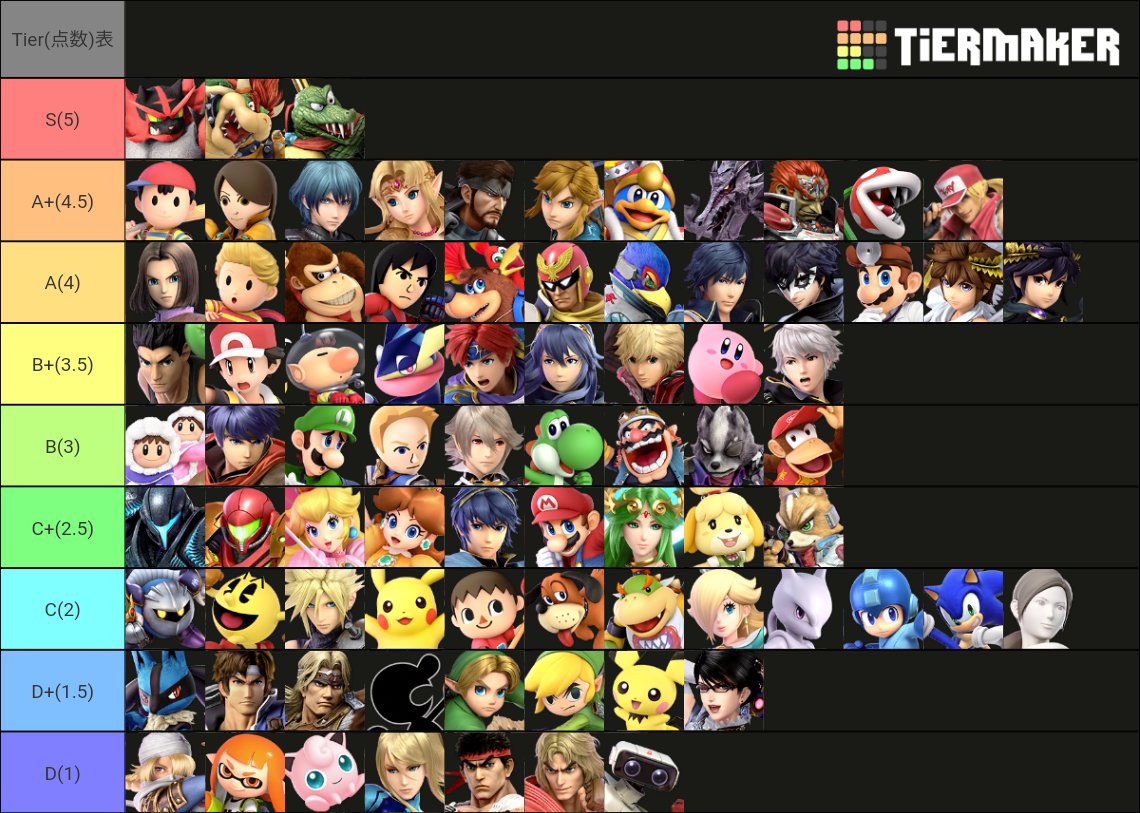 Tier(点数)表
TiERMAKER
S(5)
A+(4.5)
A(4)
B+(3.5)
B(3)
C+(2.5)
C(2)
D+(1.5)
D(1)